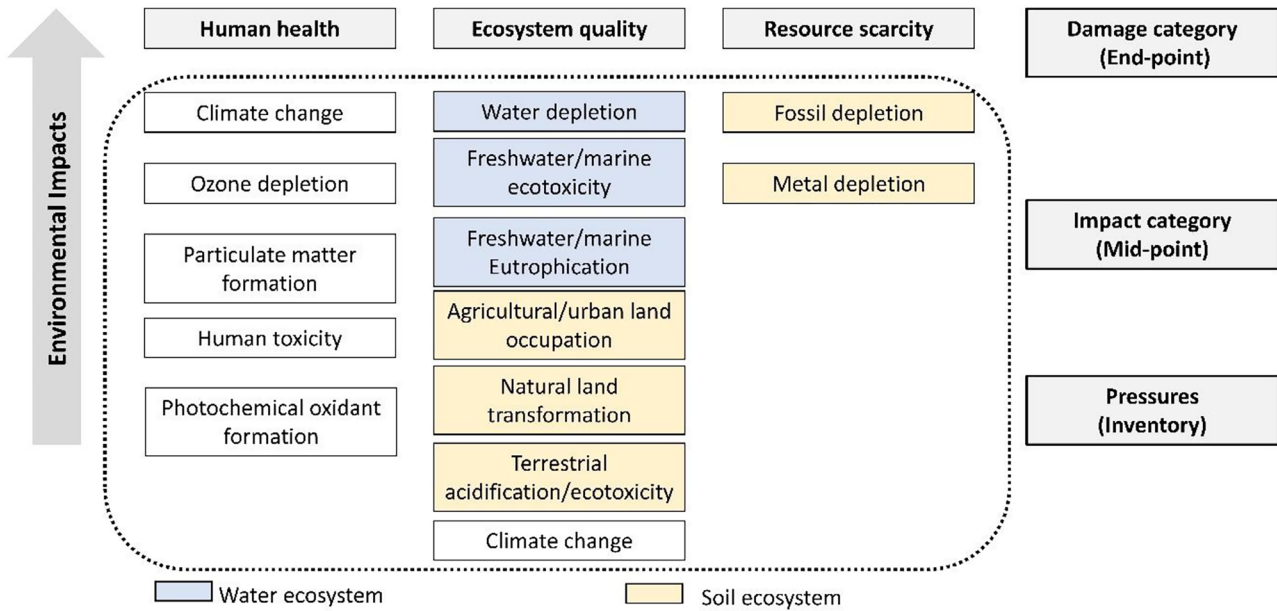 Human health
Ecosystem quality
Resource scarcity
Damage category
(End-point)
Environmental Impacts
Climate change
Ozone depletion
Particulate matter
formation
Human toxicity
Photochemical oxidant
formation
Water depletion
Freshwater/marine
ecotoxicity
Freshwater/marine
Eutrophication
Agricultural/urban land
occupation
Natural land
transformation
Terrestrial
acidification/ecotoxicity
Climate change
Fossil depletion
Metal depletion
Impact category
(Mid-point)
Pressures
(Inventory)
Water ecosystem
Soil ecosystem